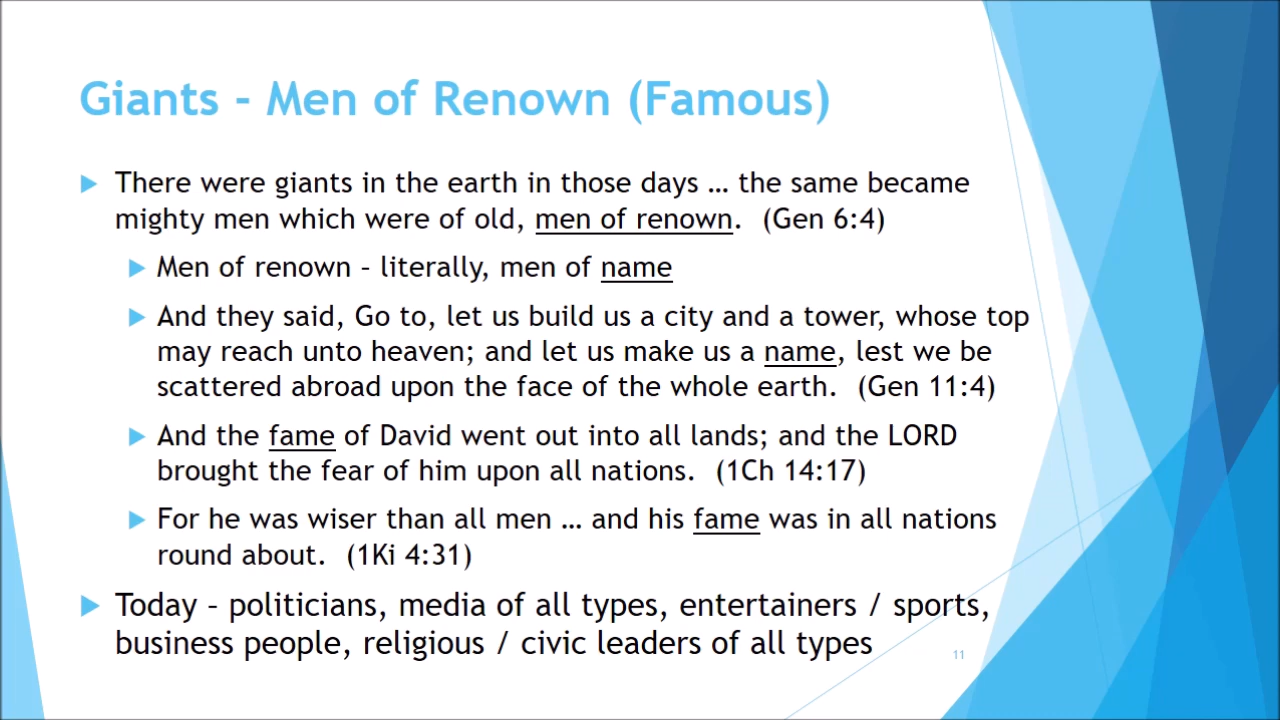 Giants - Men of Renown (Famous)
There were giants in the earth in those days … the same became
mighty men which were of old, men of renown.  (Gen 6:4)
Men of renown – literally, men of name
And they said, Go to, let us build us a city and a tower, whose top
may reach unto heaven; and let us make us a name, lest we be
scattered abroad upon the face of the whole earth.  (Gen 11:4)
And the fame of David went out into all lands; and the LORD
brought the fear of him upon all nations.  (1Ch 14:17)
For he was wiser than all men … and his fame was in all nations
round about.  (1Ki 4:31)
Today – politicians, media of all types, entertainers / sports,
business people, religious / civic leaders of all types
11